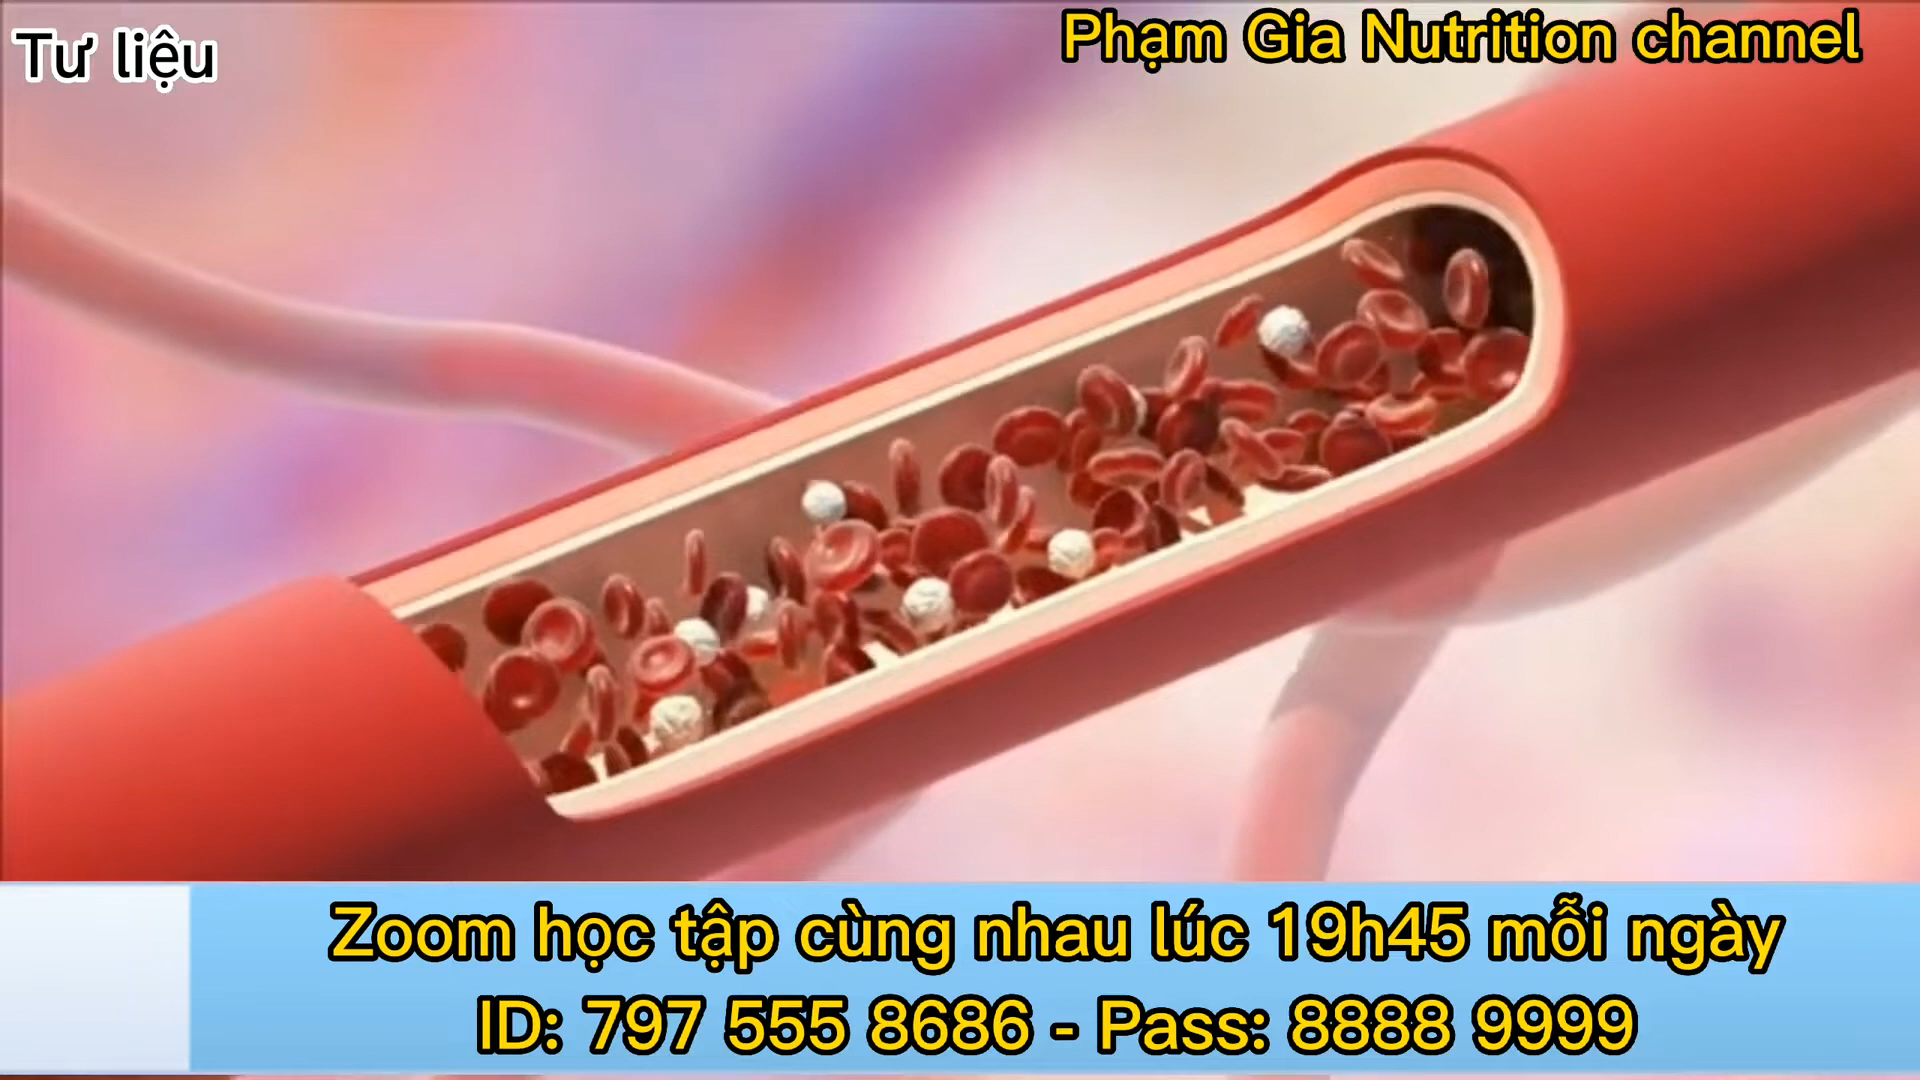 Tư liệu
Phạm Gia Nutrition channel
Zoom học tập cùng nhau lúc 19h45 mỗi ngày
ID: 797 555 8686 - Pass: 8888 9999